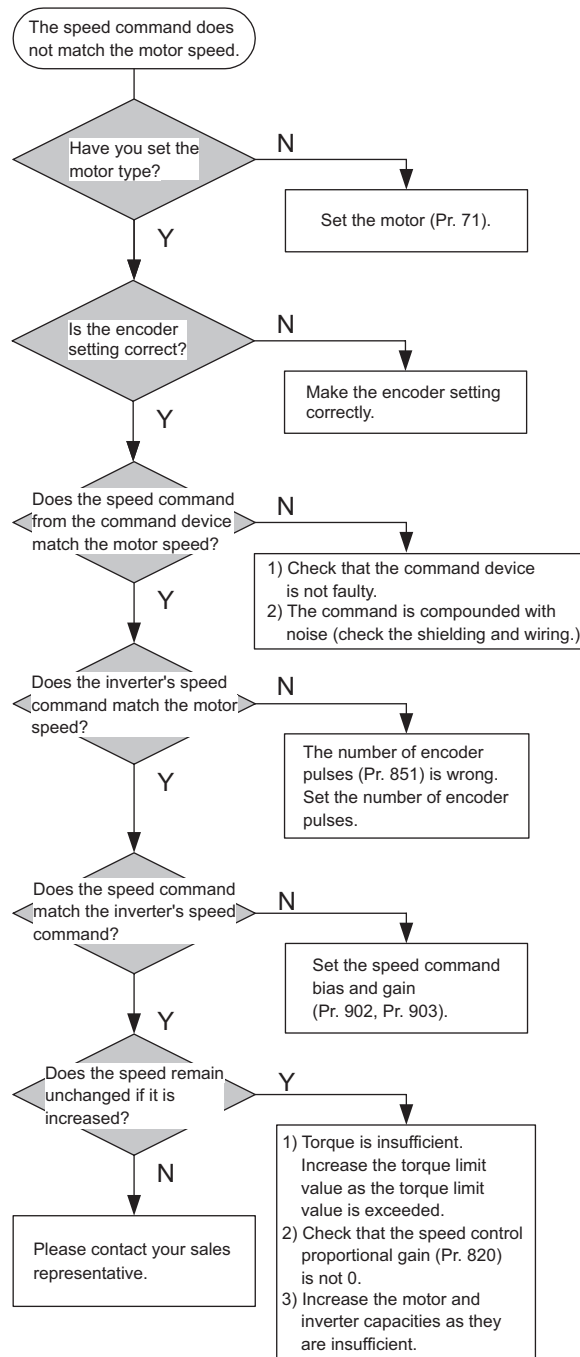 The speed command does
not match the motor speed.
Have you set the
motor type?
N
Set the motor (Pr. 71).
Y
Is the encoder
setting correct?
N
Make the encoder setting
correctly.
Y
Does the speed command
from the command device
match the motor speed?
N
1) Check that the command device
is not faulty.
2) The command is compounded with
noise (check the shielding and wiring.)
Y
Does the inverter's speed
command match the motor
speed?
N
The number of encoder
pulses (Pr. 851) is wrong.
Set the number of encoder
pulses.
Y
Does the speed command
match the inverter's speed
command?
N
Set the speed command
bias and gain
(Pr. 902, Pr. 903).
Y
Does the speed remain
unchanged if it is
increased?
Y
1) Torque is insufficient.
Increase the torque limit
value as the torque limit
value is exceeded.
2) Check that the speed control
proportional gain (Pr. 820)
is not 0.
3) Increase the motor and
inverter capacities as they
are insufficient.
N
Please contact your sales
representative.